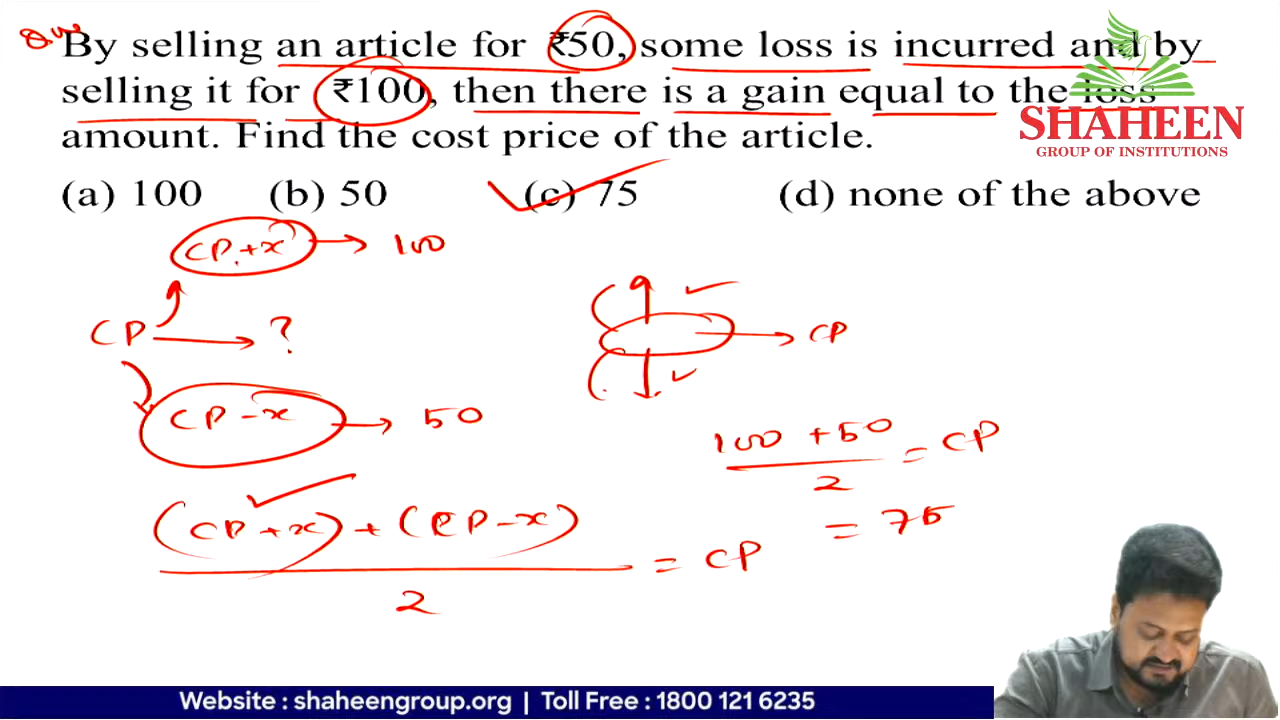 Que By selling an article for ₹50, some loss is incurred and by
selling it for ₹100, then there is a gain equal to the loss
amount. Find the cost price of the article.
SHAHEEN
GROUP OF INSTITUTIONS
(a) 100 (b) 50 (c) 75 (d) none of the above
CP + x → 100
CP → ?
CP - x → 50
→ CP
100 + 50 / 2 = CP
= 75
(CP + x) + (CP - x) / 2 = CP
Website : shaheengroup.org | Toll Free : 1800 121 6235